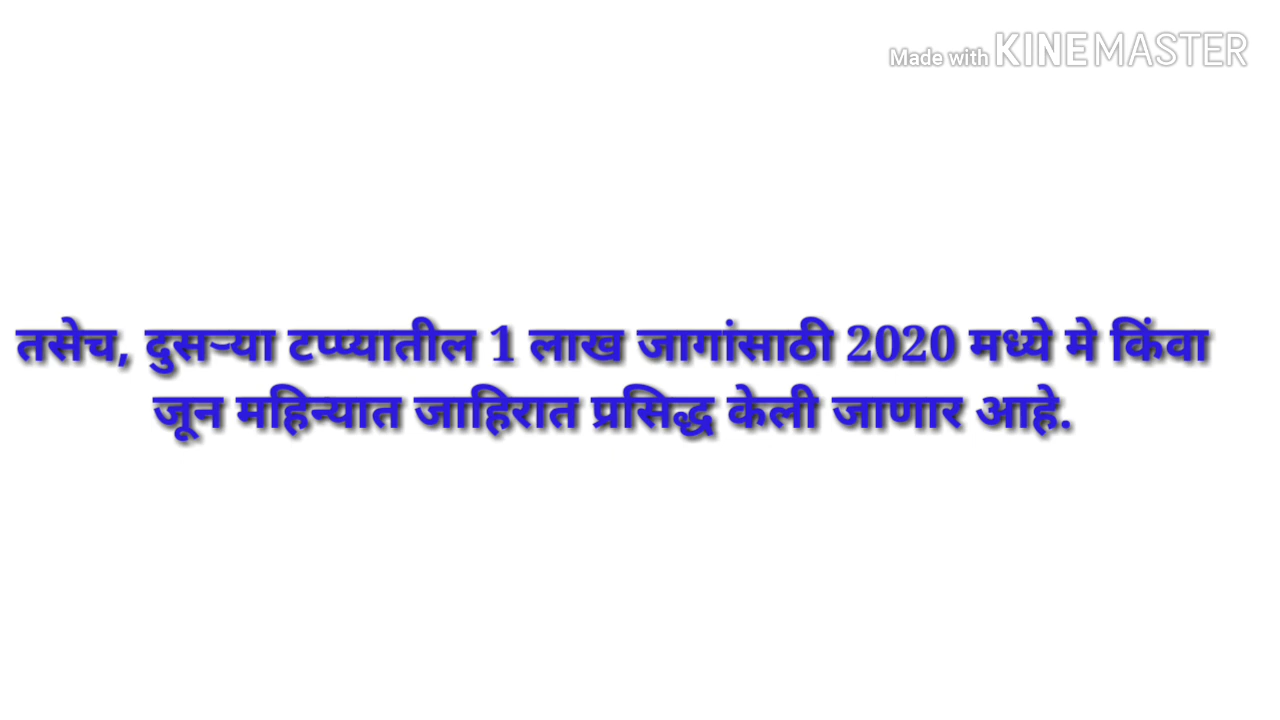 Made with KINEMASTER
तसेच, दुसऱ्या टप्प्यातील 1 लाख जागांसाठी 2020 मध्ये मे किंवा
जून महिन्यात जाहिरात प्रसिद्ध केली जाणार आहे.